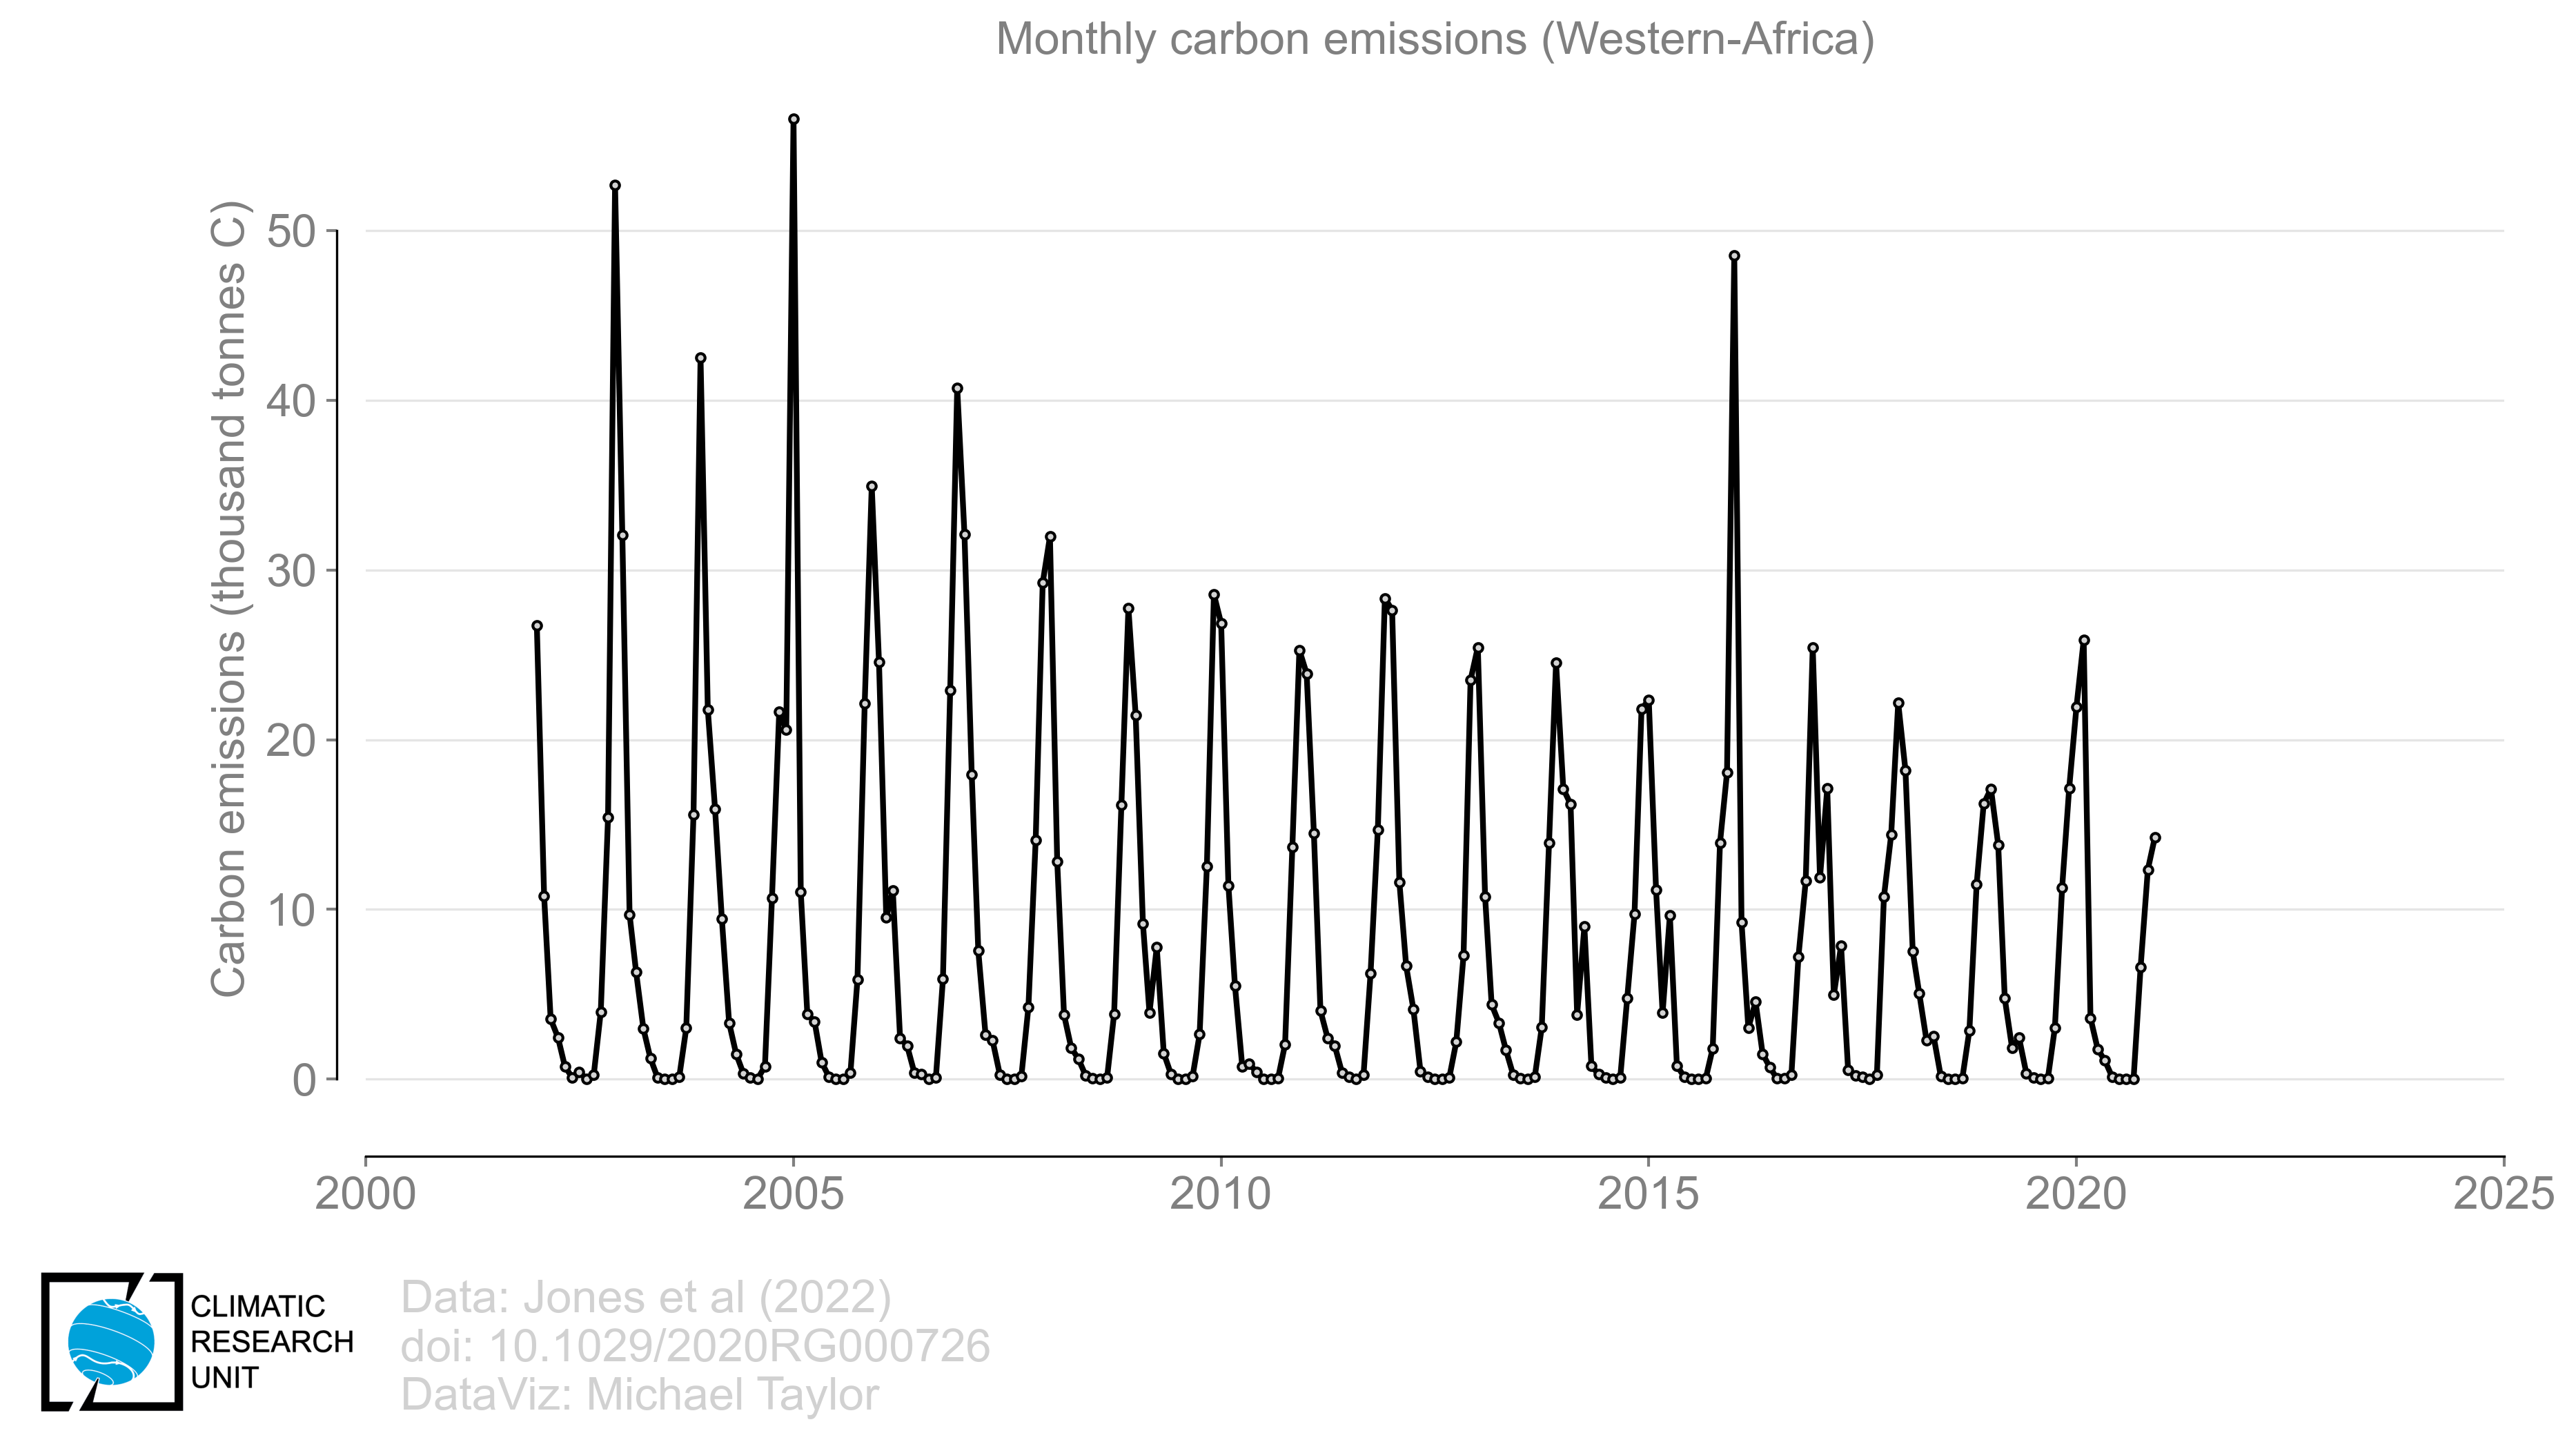 Monthly carbon emissions (Western-Africa)
Carbon emissions (thousand tonnes C)
50
40
30
20
10
0
2000 2005 2010 2015 2020 2025
CLIMATIC
RESEARCH
UNIT
Data: Jones et al (2022)
doi: 10.1029/2020RG000726
DataViz: Michael Taylor